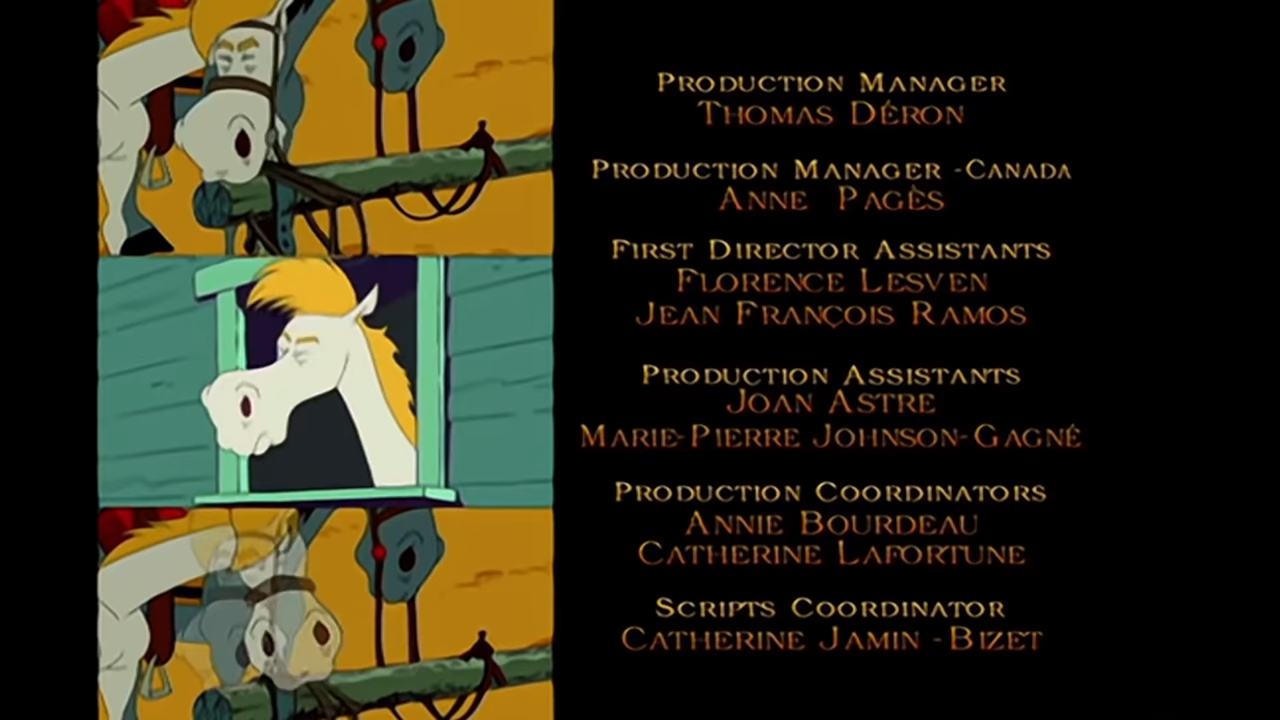 Production Manager
Thomas Déron
Production Manager -Canada
Anne Pagès
First Director Assistants
Florence Lesven
Jean François Ramos
Production Assistants
Joan Astre
Marie-Pierre Johnson-Gagné
Production Coordinators
Annie Bourdeau
Catherine Lafortune
Scripts Coordinator
Catherine Jamin -Bizet